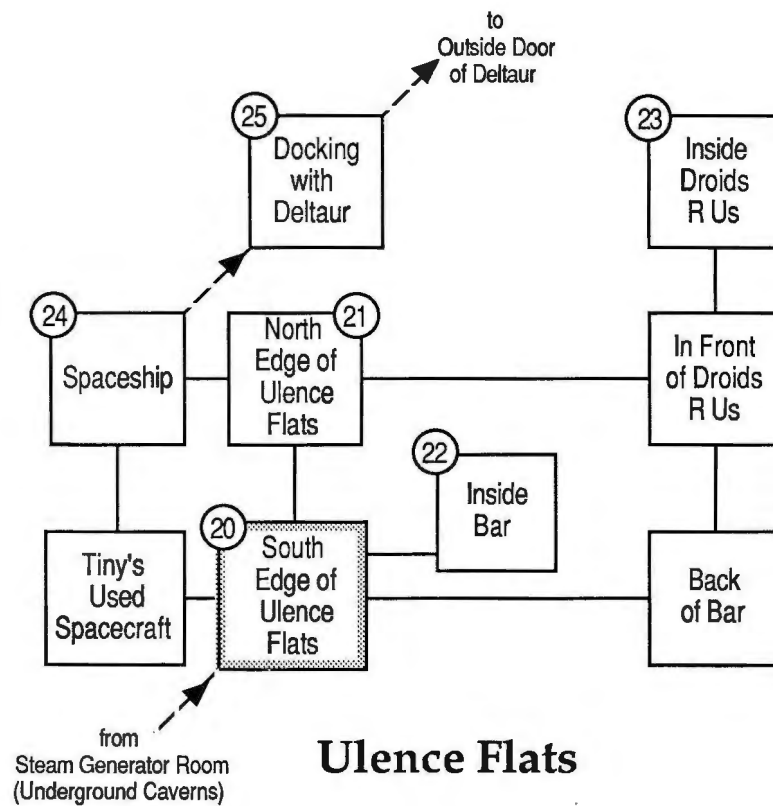 to
Outside Door
of Deltaur
25
Docking
with
Deltaur
23
Inside
Droids
R Us
24
Spaceship
21
North
Edge of
Ulence
Flats
In Front
of Droids
R Us
22
Inside
Bar
20
South
Edge of
Ulence
Flats
Tiny's
Used
Spacecraft
Back
of Bar
from
Steam Generator Room
(Underground Caverns)
Ulence Flats